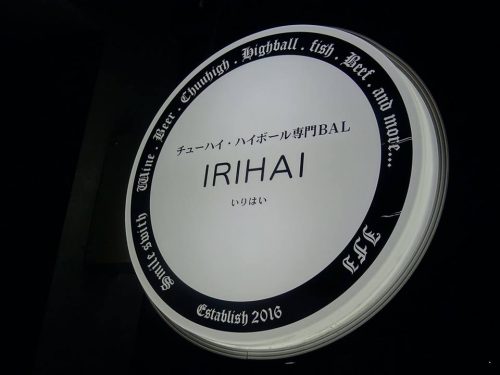 Wine . Beer . Chuuhigh . Highball . fish . Beef . and more...
チューハイ・ハイボール専門BAL
IRIHAI
いりはい
Smile swith
Establish 2016